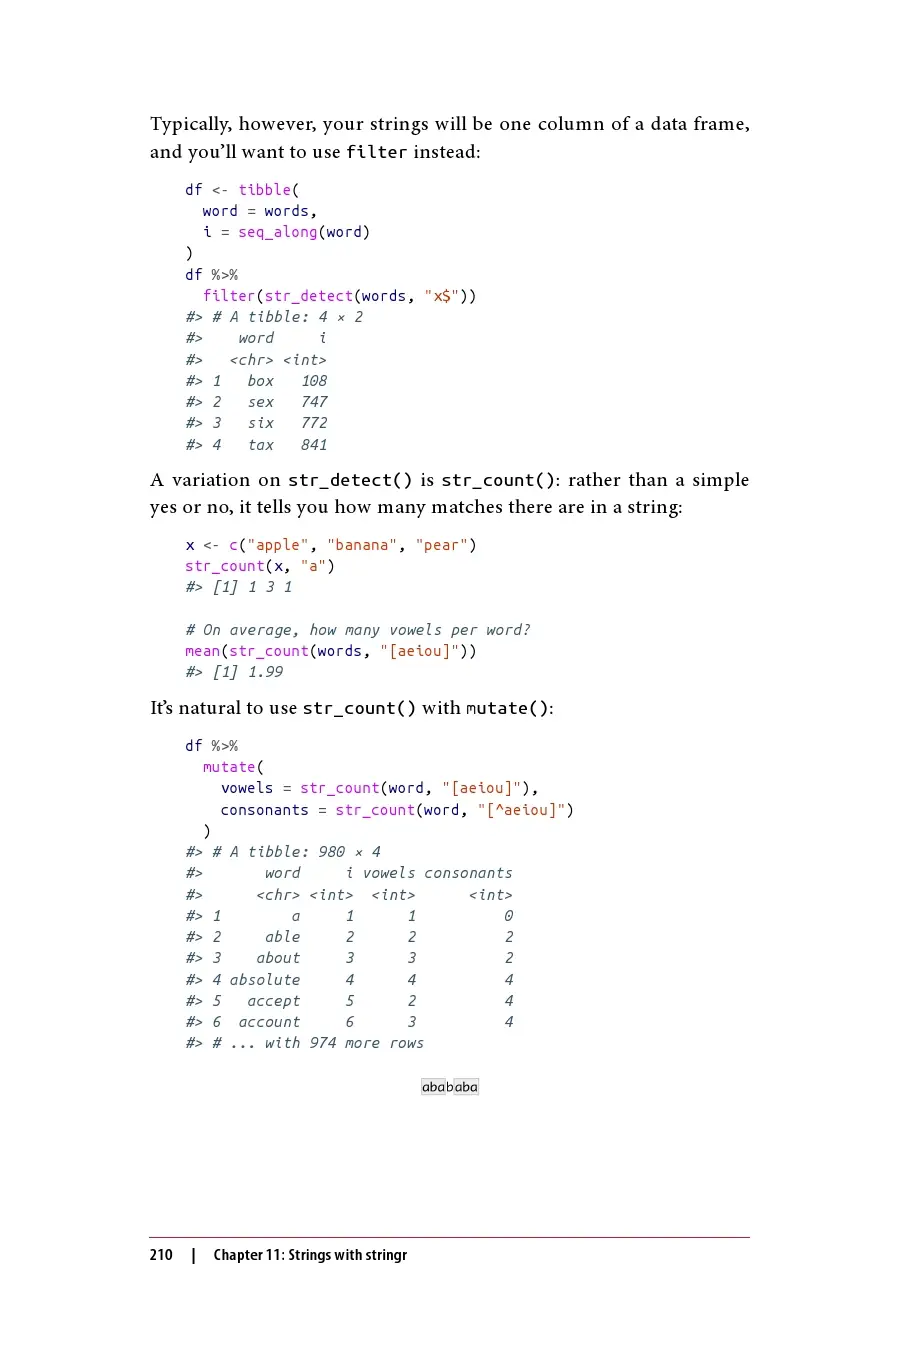 Typically, however, your strings will be one column of a data frame,
and you’ll want to use filter instead:
df <- tibble(
  word = words,
  i = seq_along(word)
)
df %>%
  filter(str_detect(words, "x$"))
#> # A tibble: 4 × 2
#>    word     i
#>   <chr> <int>
#> 1   box   108
#> 2   sex   747
#> 3   six   772
#> 4   tax   841
A variation on str_detect() is str_count(): rather than a simple
yes or no, it tells you how many matches there are in a string:
x <- c("apple", "banana", "pear")
str_count(x, "a")
#> [1] 1 3 1
# On average, how many vowels per word?
mean(str_count(words, "[aeiou]"))
#> [1] 1.99
It’s natural to use str_count() with mutate():
df %>%
  mutate(
    vowels = str_count(word, "[aeiou]"),
    consonants = str_count(word, "[^aeiou]")
  )
#> # A tibble: 980 × 4
#>       word     i vowels consonants
#>      <chr> <int>  <int>      <int>
#> 1        a     1      1          0
#> 2     able     2      2          2
#> 3    about     3      3          2
#> 4 absolute     4      4          4
#> 5   accept     5      2          4
#> 6  account     6      3          4
#> # ... with 974 more rows
abababa
210 | Chapter 11: Strings with stringr